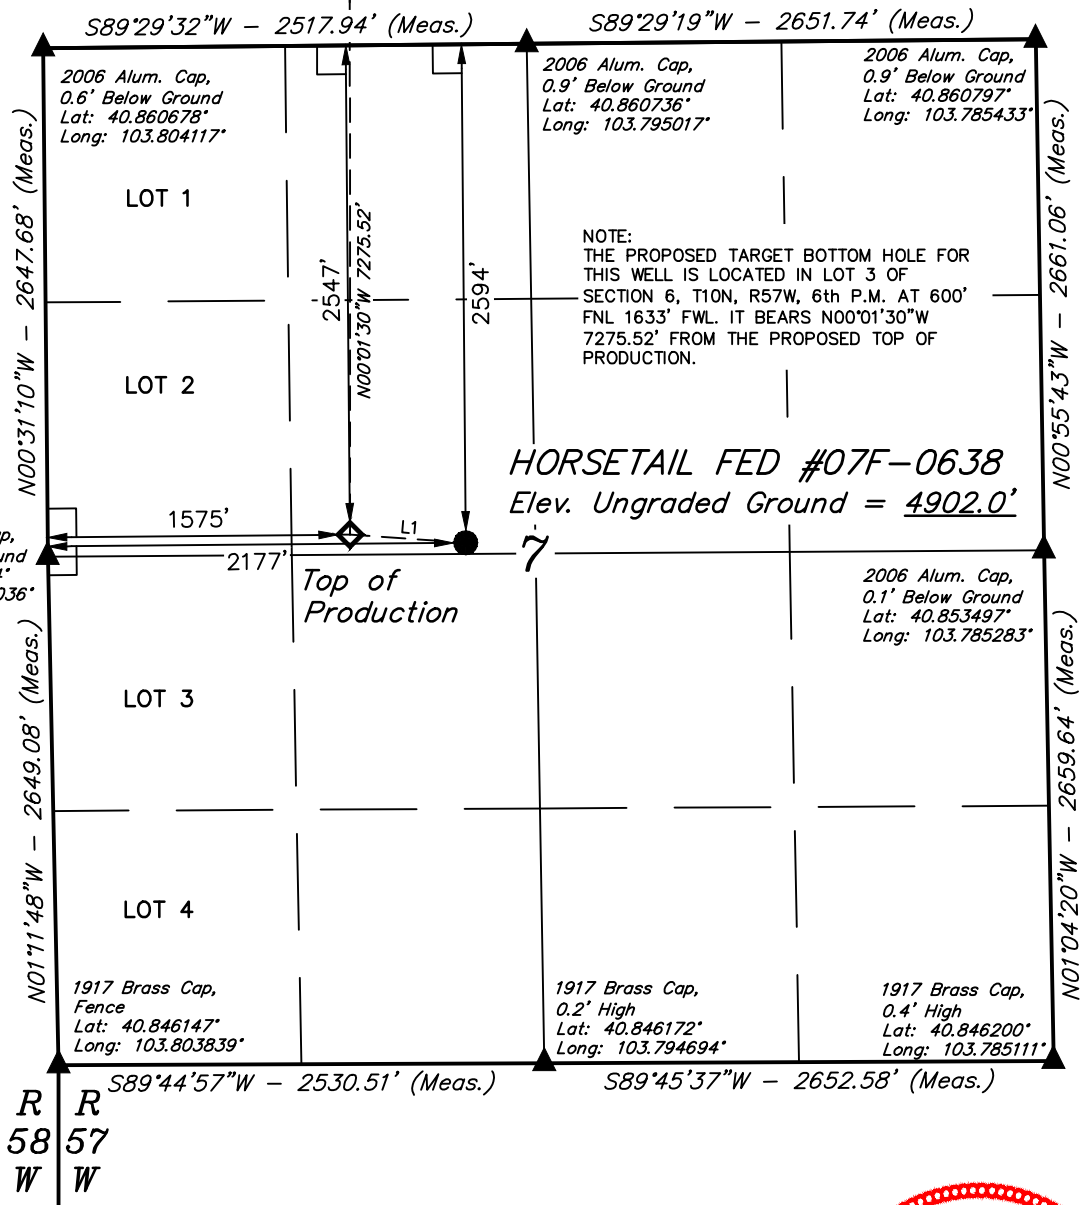 S89°29'32"W - 2517.94' (Meas.)
S89°29'19"W - 2651.74' (Meas.)
2006 Alum. Cap,
0.6' Below Ground
Lat: 40.860678°
Long: 103.804117°
2006 Alum. Cap,
0.9' Below Ground
Lat: 40.860736°
Long: 103.795017°
2006 Alum. Cap,
0.9' Below Ground
Lat: 40.860797°
Long: 103.785433°
N00°31'10"W - 2647.68' (Meas.)
N00°55'43"W - 2661.06' (Meas.)
LOT 1
2547'
N00°01'30"W 7275.52'
2594'
NOTE:
THE PROPOSED TARGET BOTTOM HOLE FOR
THIS WELL IS LOCATED IN LOT 3 OF
SECTION 6, T10N, R57W, 6th P.M. AT 600'
FNL 1633' FWL. IT BEARS N00°01'30"W
7275.52' FROM THE PROPOSED TOP OF
PRODUCTION.
LOT 2
HORSETAIL FED #07F-0638
Elev. Ungraded Ground = 4902.0'
1575'
L1
2177'
7
Top of
Production
036°
2006 Alum. Cap,
0.1' Below Ground
Lat: 40.853497°
Long: 103.785283°
N01°11'48"W - 2649.08' (Meas.)
N01°04'20"W - 2659.64' (Meas.)
LOT 3
LOT 4
1917 Brass Cap,
Fence
Lat: 40.846147°
Long: 103.803839°
1917 Brass Cap,
0.2' High
Lat: 40.846172°
Long: 103.794694°
1917 Brass Cap,
0.4' High
Lat: 40.846200°
Long: 103.785111°
S89°44'57"W - 2530.51' (Meas.)
S89°45'37"W - 2652.58' (Meas.)
R R
58 57
W W